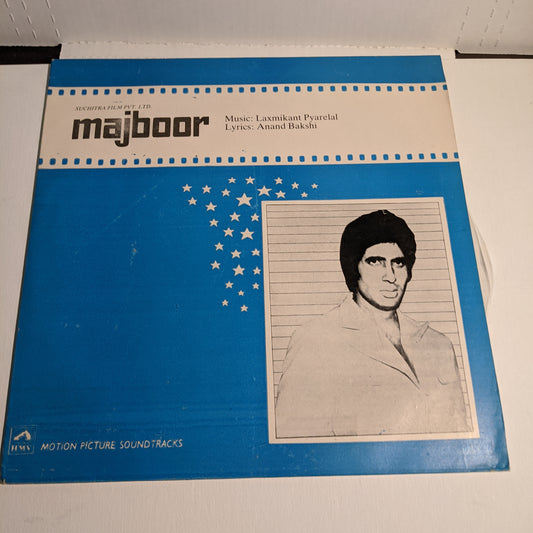 SUCHITRA FILM PVT. LTD.
majboor
Music: Laxmikant Pyarelal
Lyrics: Anand Bakshi
HMV
MOTION PICTURE SOUNDTRACKS